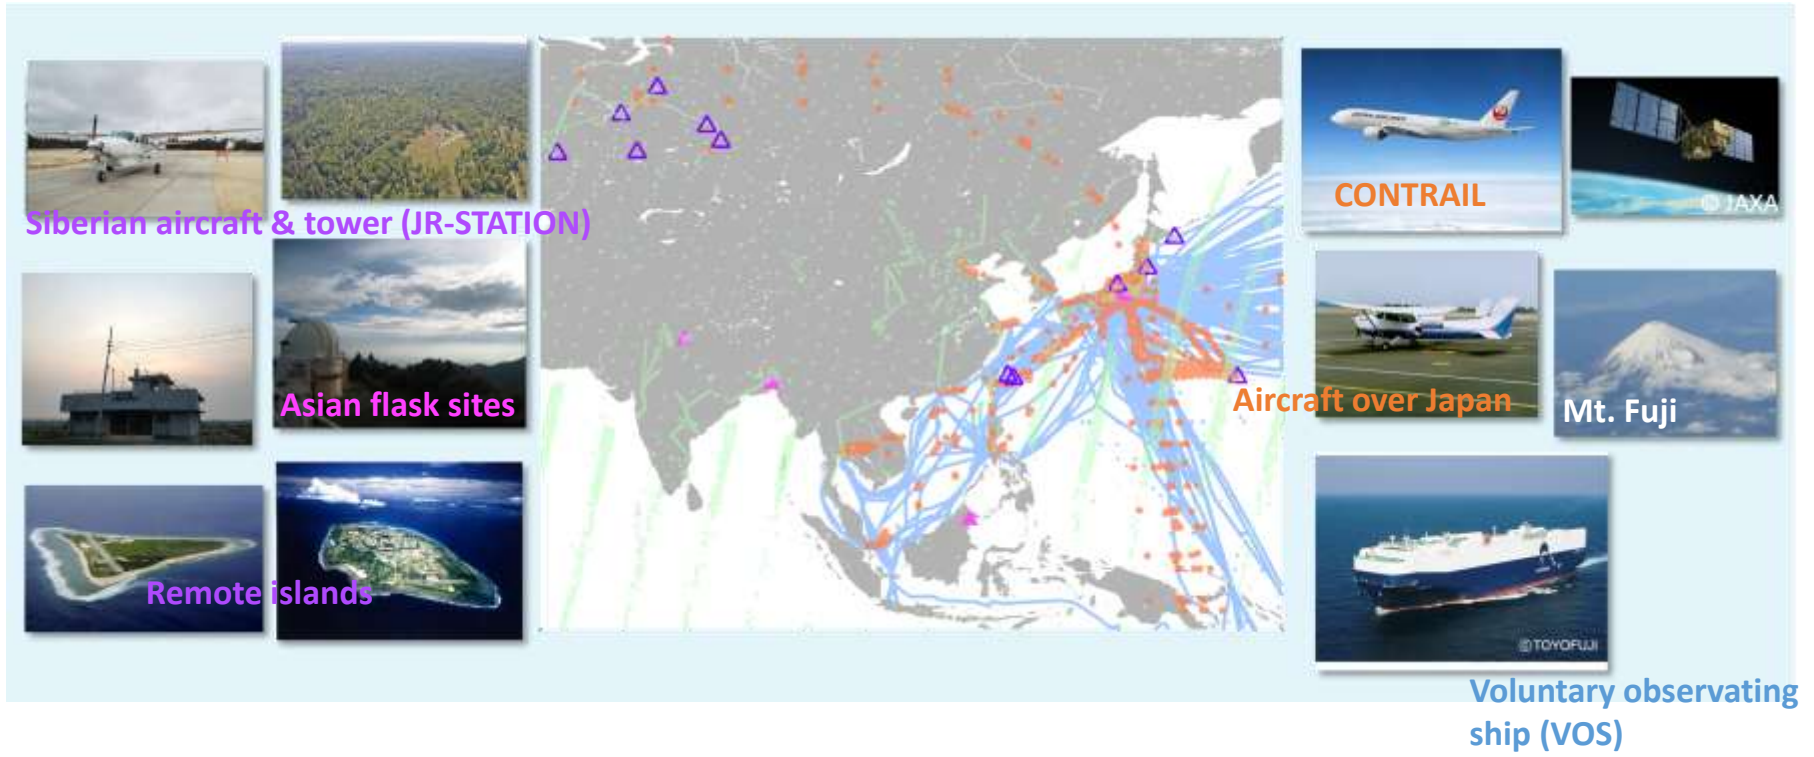 Siberian aircraft & tower (JR-STATION)
Asian flask sites
Remote islands
CONTRAIL
© JAXA
Aircraft over Japan
Mt. Fuji
© TOYOFUJI
Voluntary observating
ship (VOS)